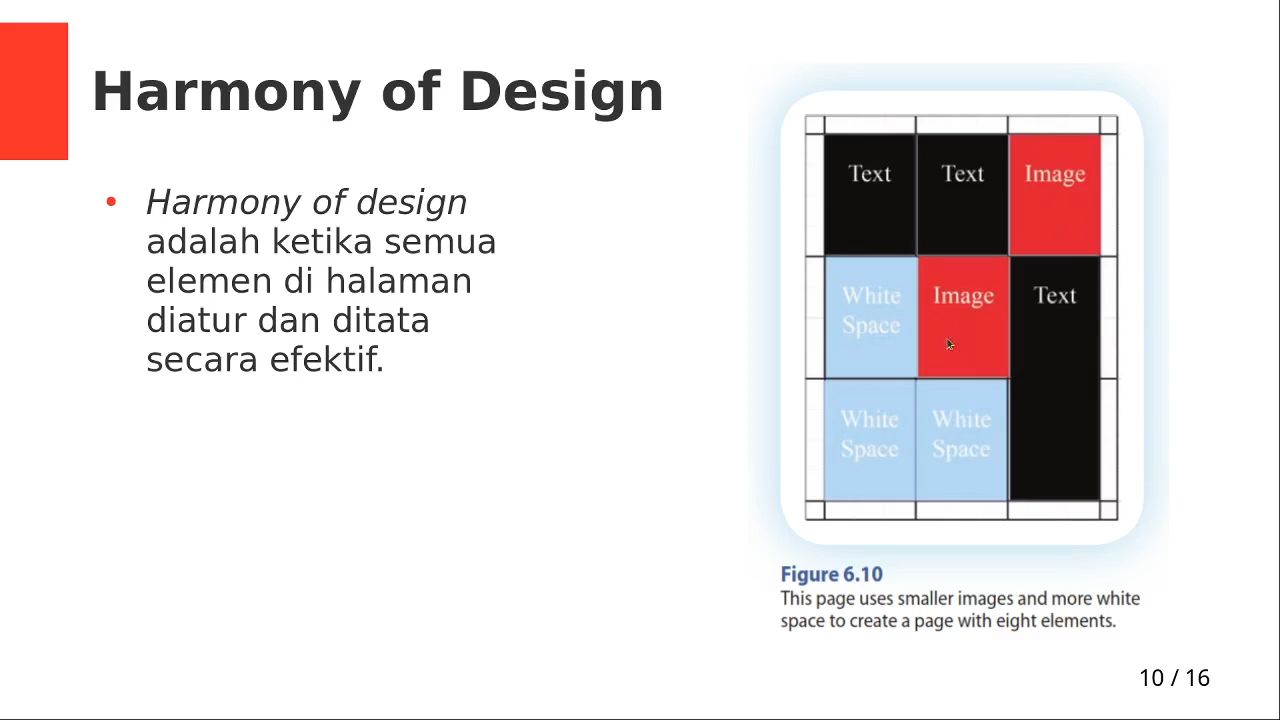 Harmony of Design
• Harmony of design
adalah ketika semua
elemen di halaman
diatur dan ditata
secara efektif.
Text Text Image
White Space Image Text
White Space White Space
Figure 6.10
This page uses smaller images and more white
space to create a page with eight elements.
10 / 16